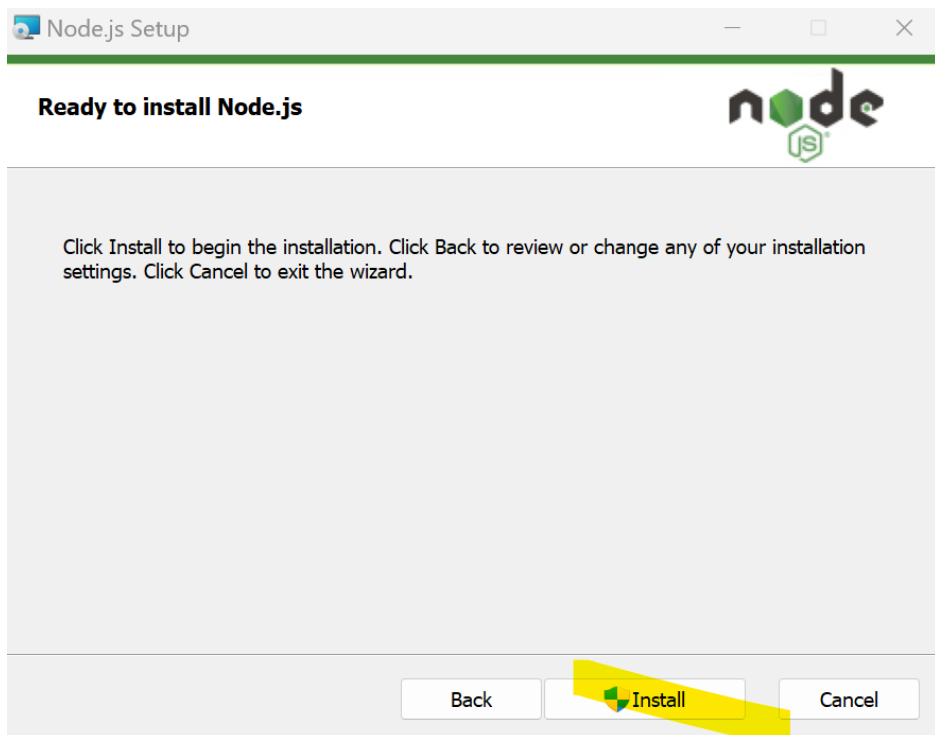 Node.js Setup
Ready to install Node.js
node
JS
Click Install to begin the installation. Click Back to review or change any of your installation
settings. Click Cancel to exit the wizard.
Back Install Cancel